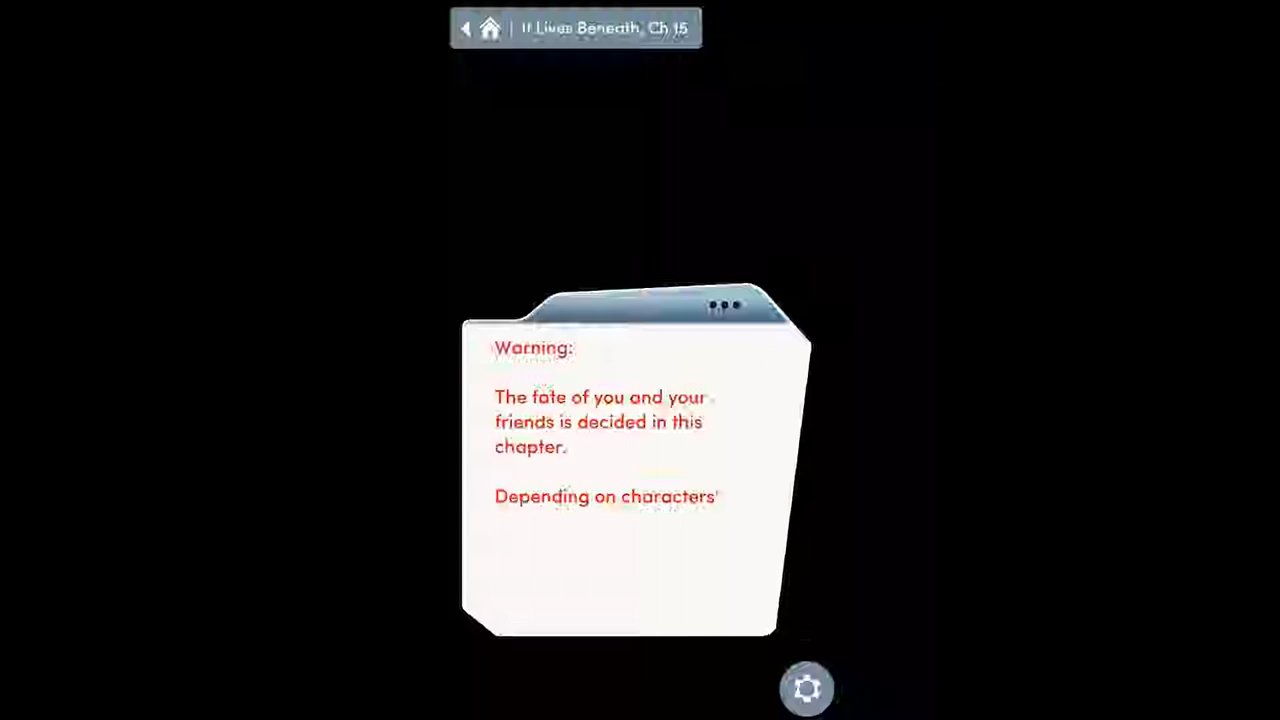 It Lives Beneath, Ch 15
Warning:
The fate of you and your
friends is decided in this
chapter.
Depending on characters'